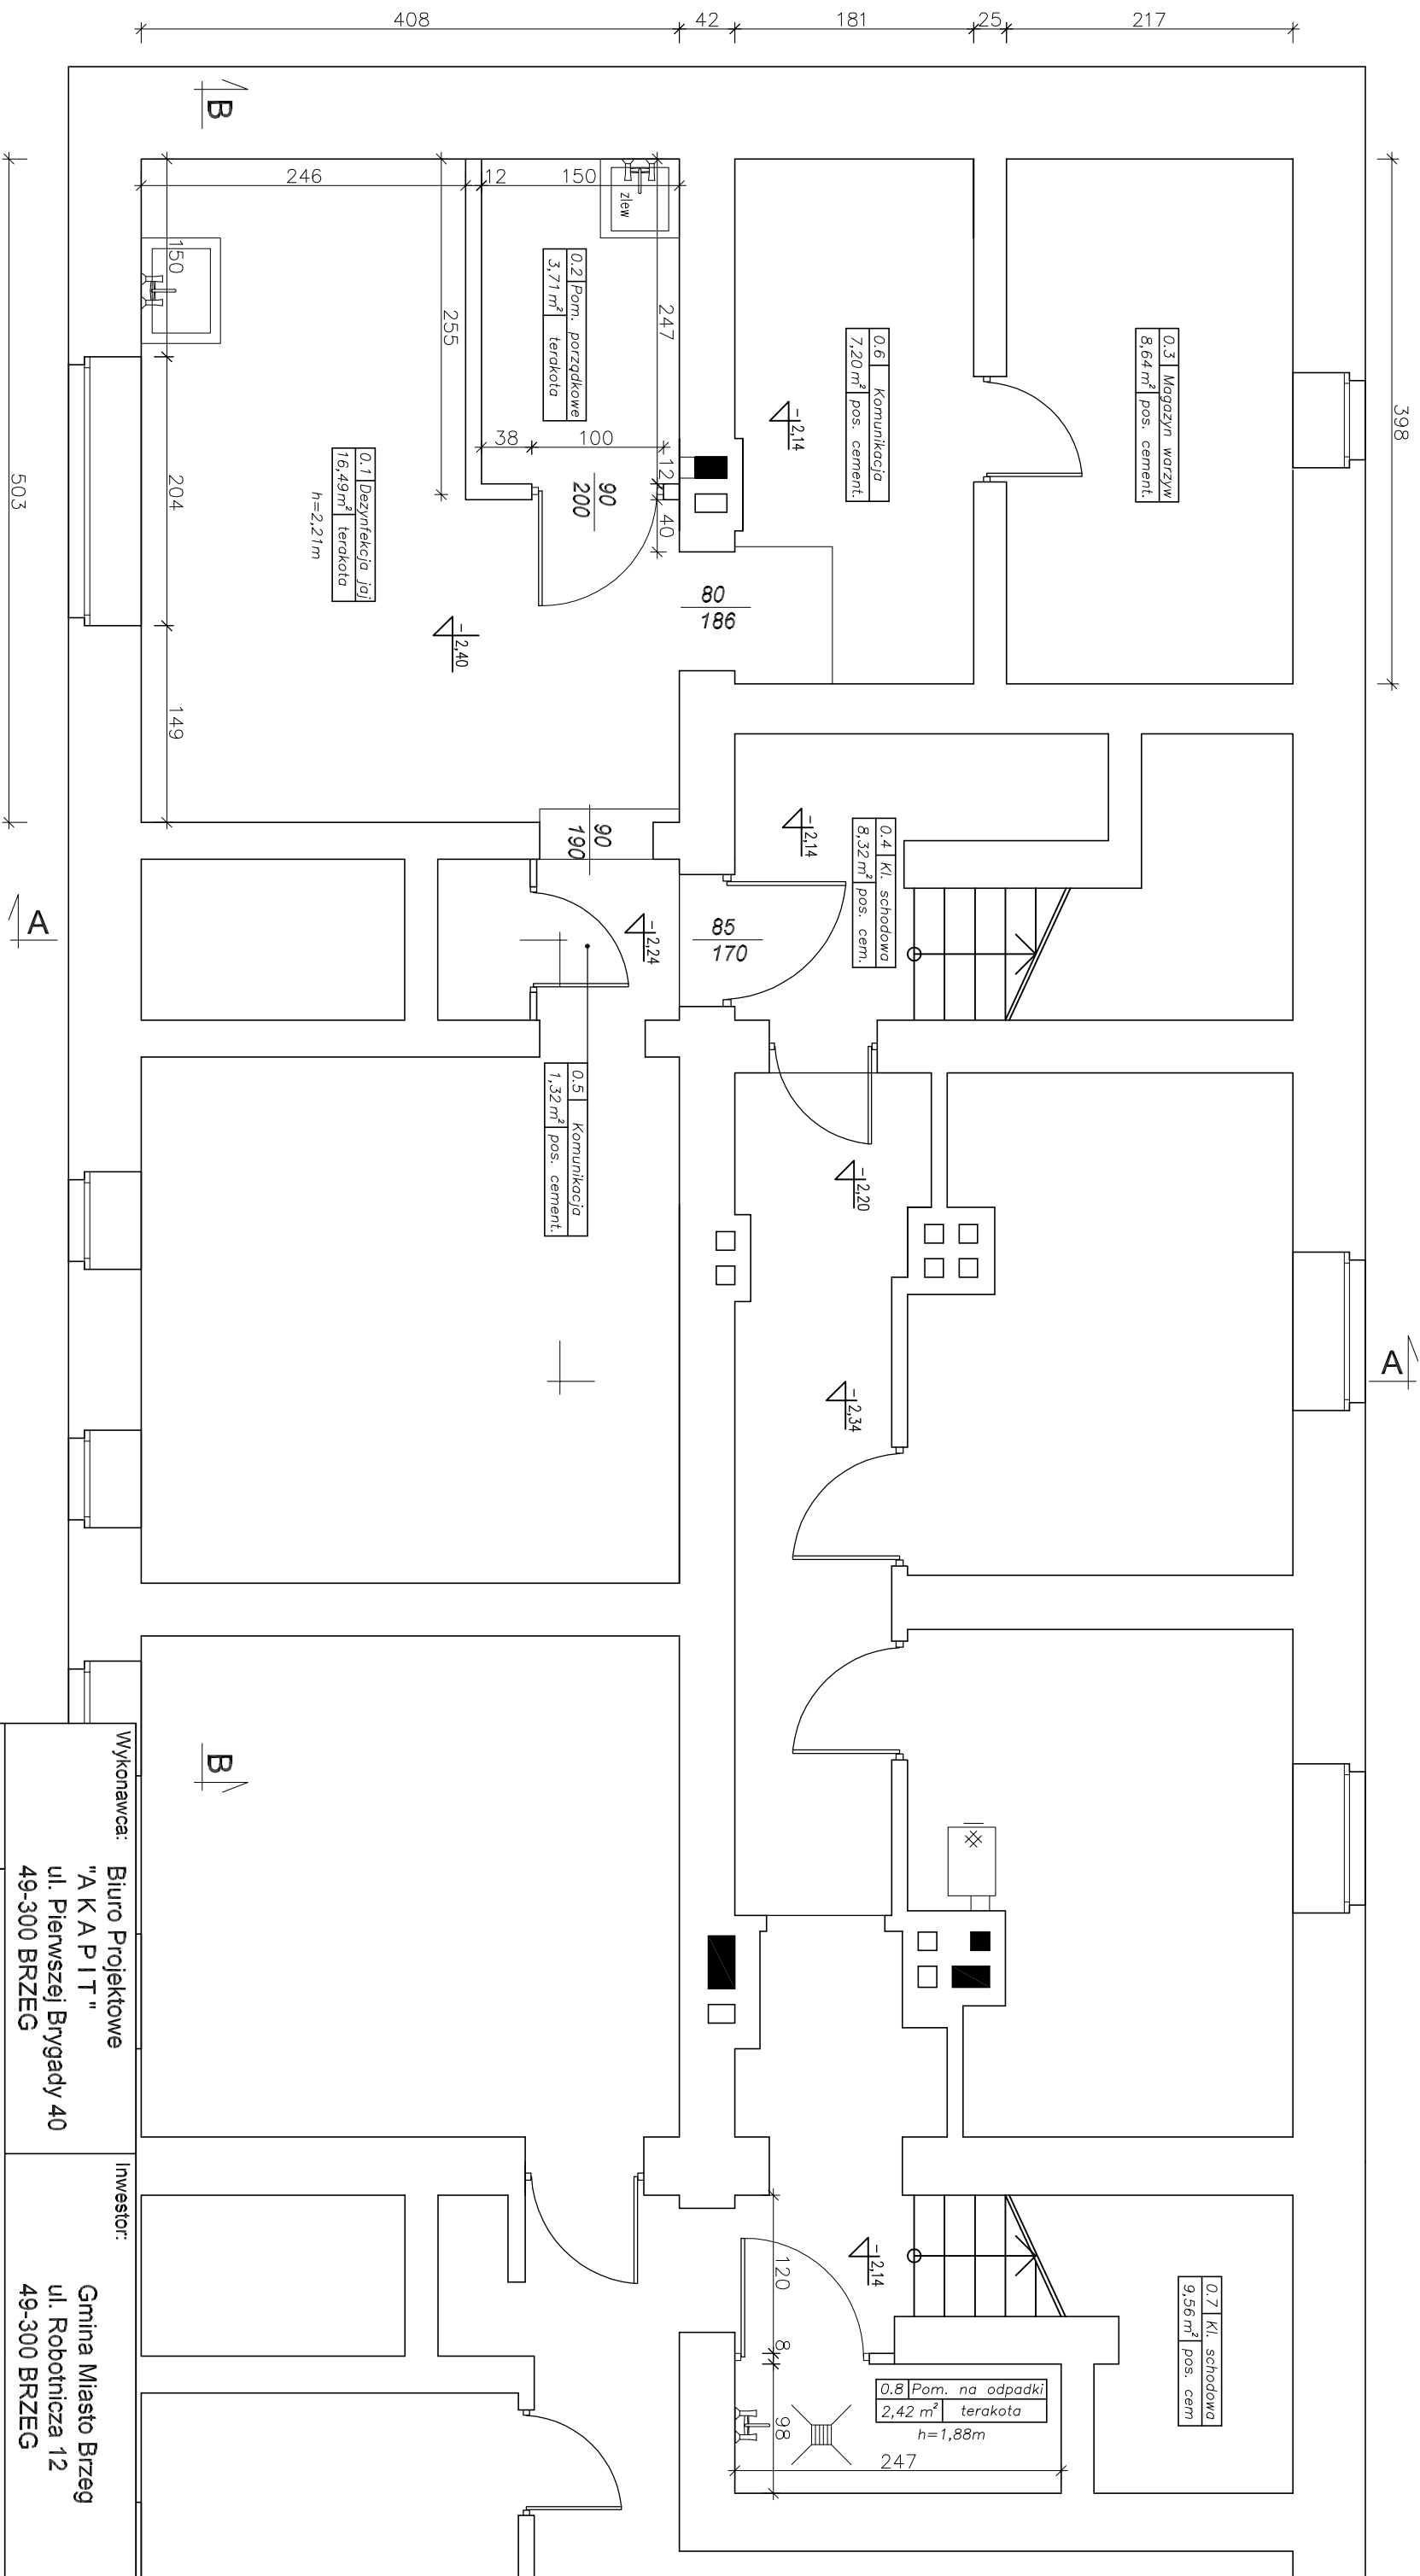 408
42
181
25
217
398
B
246
12
150
zlew
150
247
255
0.2 Pom. porządkowe
3,71 m² terakota
0.6 Komunikacja
7,20 m² pos. cement.
0.3 Magazyn warzyw
8,64 m² pos. cement.
-2,14
38
100
12
40
90
200
0.1 Dezynfekcja jaj
16,49 m² terakota
h=2,21m
204
503
80
186
-2,40
149
90
190
-2,14
0.4 Kl. schodowa
8,32 m² pos. cem.
A
-2,24
85
170
0.5 Komunikacja
1,32 m² pos. cement.
-2,20
A
-2,34
B
Wykonawca:
Biuro Projektowe
"A K A P I T"
ul. Pierwszej Brygady 40
49-300 BRZEG
Inwestor:
Gmina Miasto Brzeg
ul. Robotnicza 12
49-300 BRZEG
-2,14
120
8
98
0.7 Kl. schodowa
9,56 m² pos. cem
0.8 Pom. na odpadki
2,42 m² terakota
h=1,88m
247